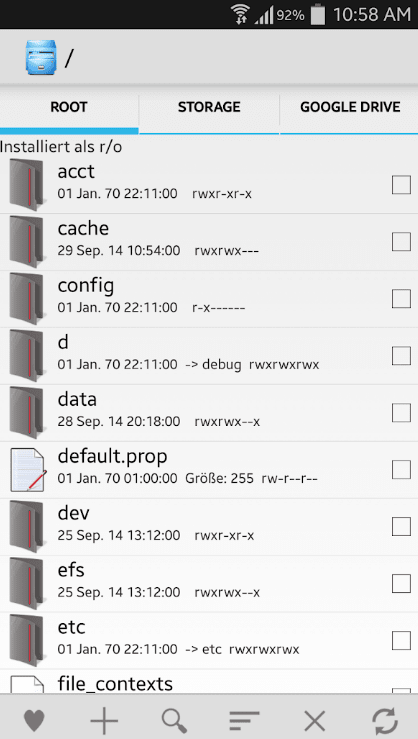 92% 10:58 AM
/
ROOT STORAGE GOOGLE DRIVE
Installiert als r/o
acct
01 Jan. 70 22:11:00 rwxr-xr-x
cache
29 Sep. 14 10:54:00 rwxrwx---
config
01 Jan. 70 22:11:00 r-x------
d
01 Jan. 70 22:11:00 -> debug rwxrwxrwx
data
28 Sep. 14 20:18:00 rwxrwx--x
default.prop
01 Jan. 70 01:00:00 Größe: 255 rw-r--r--
dev
25 Sep. 14 13:12:00 rwxr-xr-x
efs
25 Sep. 14 13:12:00 rwxrwx--x
etc
01 Jan. 70 22:11:00 -> etc rwxrwxrwx
file_contexts